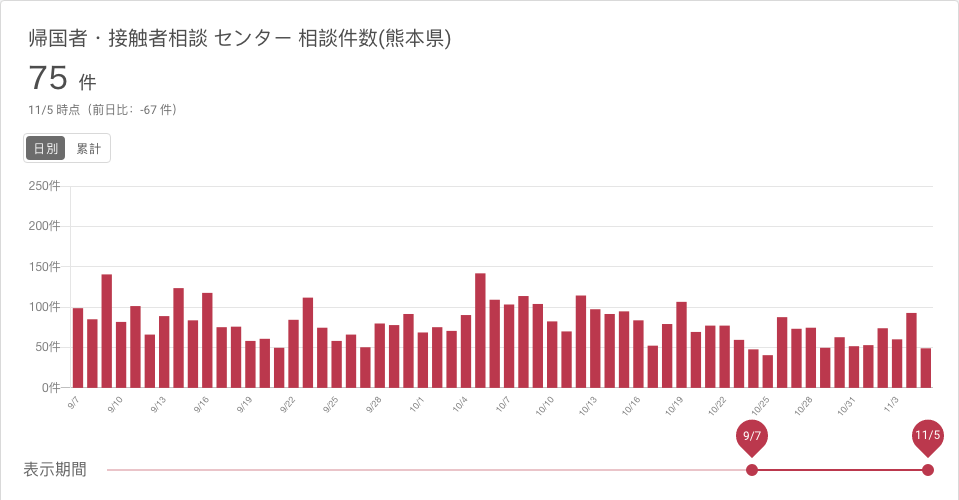 帰国者・接触者相談 センター 相談件数(熊本県)
75 件
11/5 時点（前日比：-67 件）
日別 累計
250件
200件
150件
100件
50件
0件
9/7 9/10 9/13 9/16 9/19 9/22 9/25 9/28 10/1 10/4 10/7 10/10 10/13 10/16 10/19 10/22 10/25 10/28 10/31 11/3
9/7 11/5
表示期間